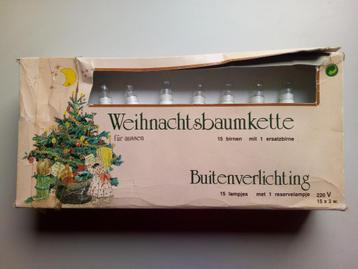 Weihnachtsbaumkette
für aussen
15 birnen mit 1 ersatzbirne
Buitenverlichting
15 lampjes met 1 reservelampje
220 V
15 x 3 w.